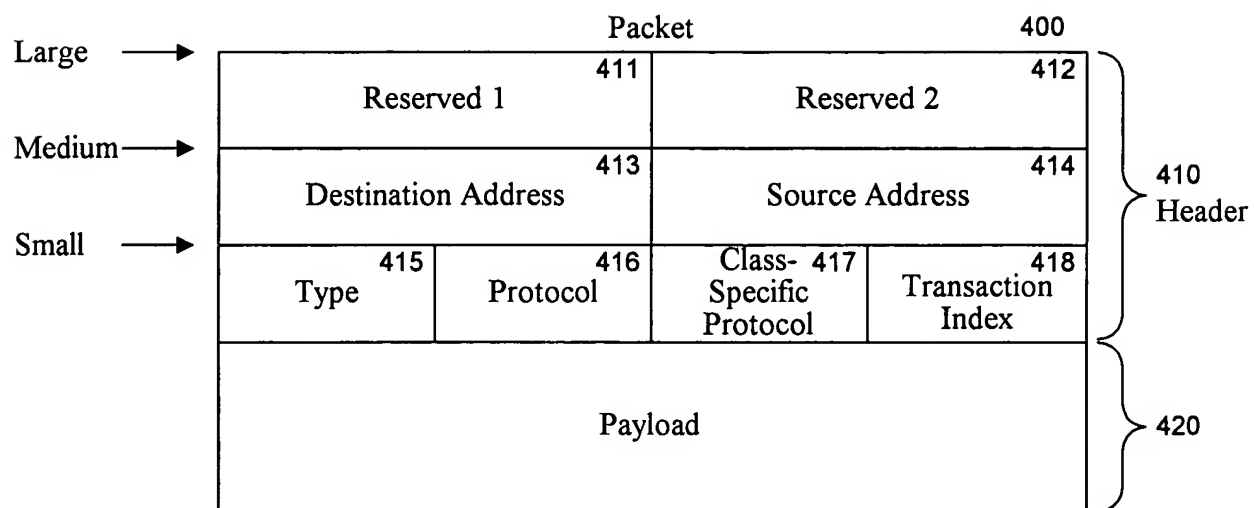 Packet 400
Large
411 412
Reserved 1 Reserved 2
Medium
413 414
Destination Address Source Address
410
Header
Small
415 416 Class- 417 418
Type Protocol Specific Transaction
Protocol Index
Payload 420